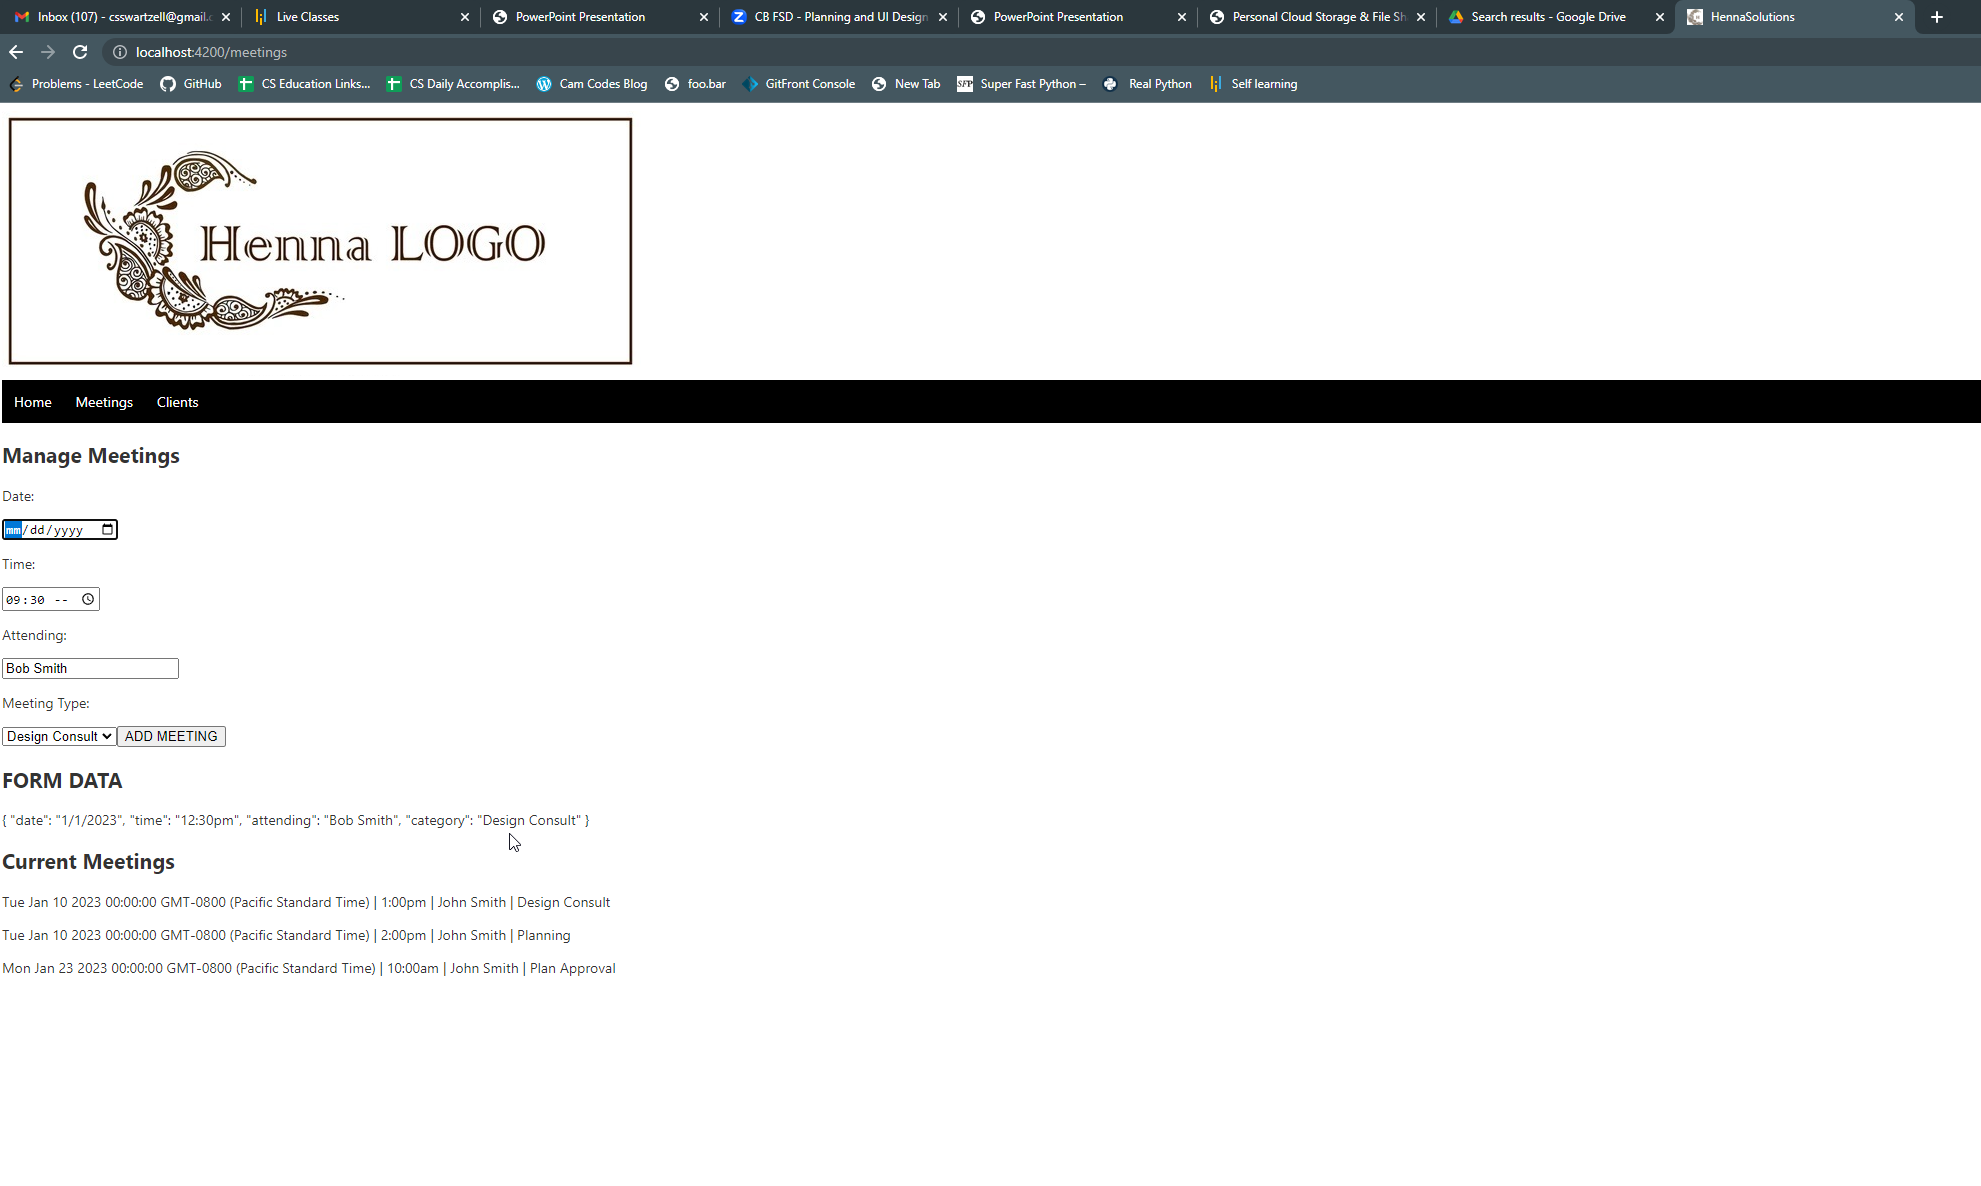 Inbox (107) - csswartzell@gmail.c
Live Classes
PowerPoint Presentation
CB FSD - Planning and UI Design
PowerPoint Presentation
Personal Cloud Storage & File Sh
Search results - Google Drive
HennaSolutions
localhost:4200/meetings
Problems - LeetCode
GitHub
CS Education Links...
CS Daily Accomplis...
Cam Codes Blog
foo.bar
GitFront Console
New Tab
SFP
Super Fast Python –
Real Python
Self learning
Henna LOGO
Home Meetings Clients
Manage Meetings
Date:
mm/dd/yyyy
Time:
09:30 --
Attending:
Bob Smith
Meeting Type:
Design Consult ADD MEETING
FORM DATA
{ "date": "1/1/2023", "time": "12:30pm", "attending": "Bob Smith", "category": "Design Consult" }
Current Meetings
Tue Jan 10 2023 00:00:00 GMT-0800 (Pacific Standard Time) | 1:00pm | John Smith | Design Consult
Tue Jan 10 2023 00:00:00 GMT-0800 (Pacific Standard Time) | 2:00pm | John Smith | Planning
Mon Jan 23 2023 00:00:00 GMT-0800 (Pacific Standard Time) | 10:00am | John Smith | Plan Approval